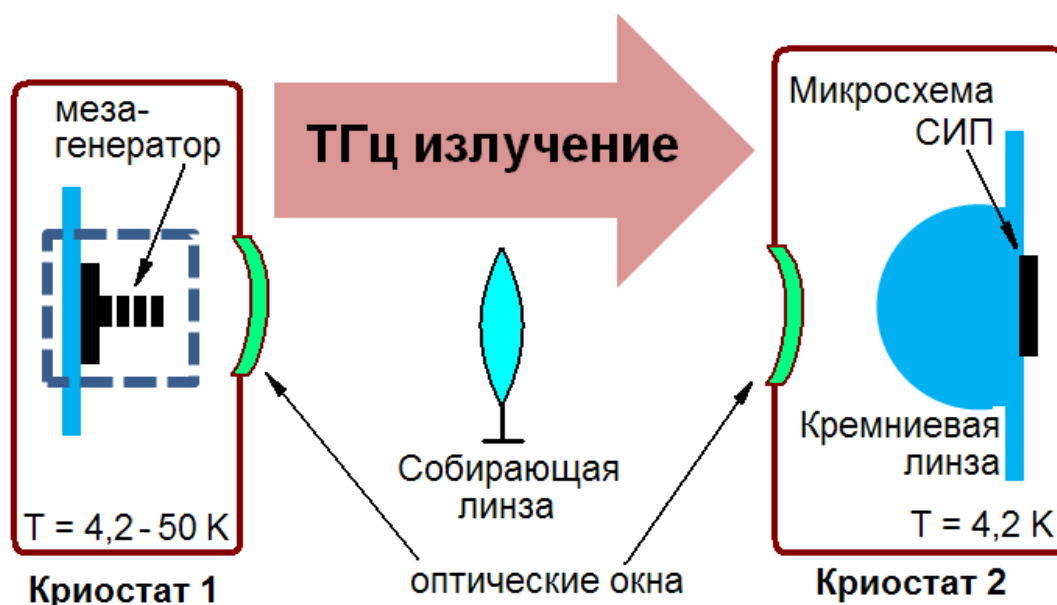 меза-
генератор
ТГц излучение
Микросхема
СИП
Собирающая
линза
Кремниевая
линза
T = 4,2 - 50 K
T = 4,2 K
Криостат 1
оптические окна
Криостат 2